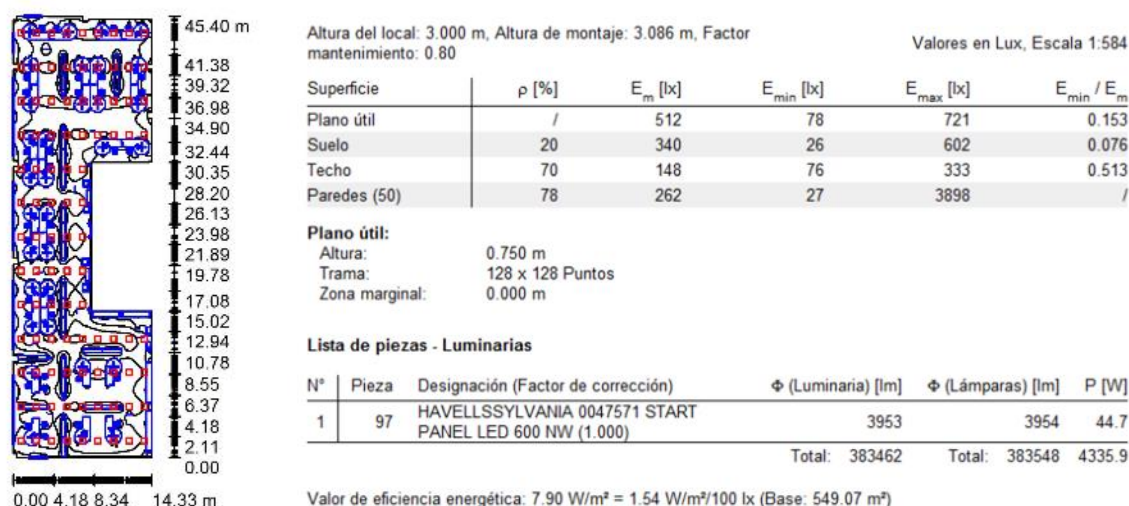 45.40 m
41.38
39.32
36.98
34.90
32.44
30.35
28.20
26.13
23.98
21.89
19.78
17.08
15.02
12.94
10.78
8.55
6.37
4.18
2.11
0.00
0.00 4.18 8.34 14.33 m
Altura del local: 3.000 m, Altura de montaje: 3.086 m, Factor
mantenimiento: 0.80
Valores en Lux, Escala 1:584
Superficie ρ [%] Em [lx] Emin [lx] Emax [lx] Emin / Em
Plano útil / 512 78 721 0.153
Suelo 20 340 26 602 0.076
Techo 70 148 76 333 0.513
Paredes (50) 78 262 27 3898 /
Plano útil:
Altura: 0.750 m
Trama: 128 x 128 Puntos
Zona marginal: 0.000 m
Lista de piezas - Luminarias
N° Pieza Designación (Factor de corrección) Φ (Luminaria) [lm] Φ (Lámparas) [lm] P [W]
1 97 HAVELLSSYLVANIA 0047571 START
PANEL LED 600 NW (1.000) 3953 3954 44.7
Total: 383462 Total: 383548 4335.9
Valor de eficiencia energética: 7.90 W/m² = 1.54 W/m²/100 lx (Base: 549.07 m²)